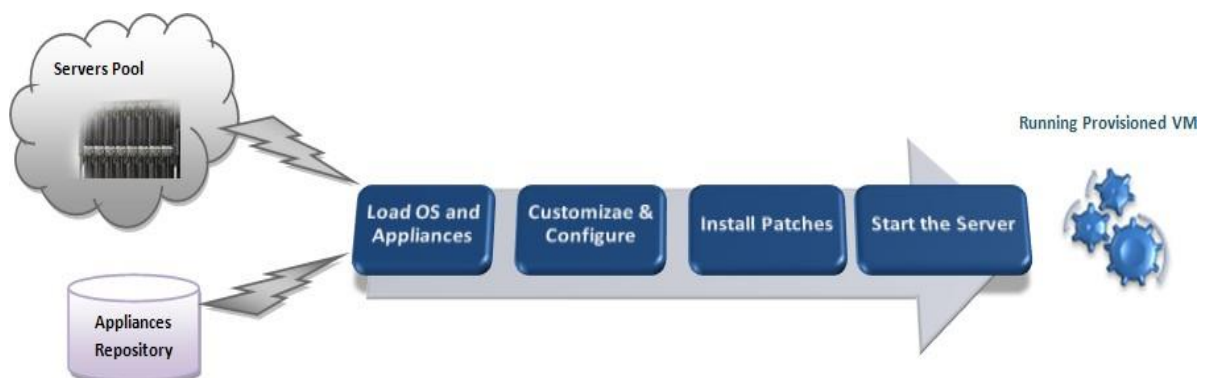 Servers Pool
Running Provisioned VM
Load OS and
Appliances
Customizae &
Configure
Install Patches
Start the Server
Appliances
Repository